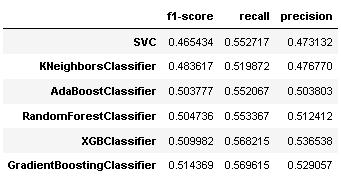 f1-score recall precision
SVC 0.465434 0.552717 0.473132
KNeighborsClassifier 0.483617 0.519872 0.476770
AdaBoostClassifier 0.503777 0.552067 0.503803
RandomForestClassifier 0.504736 0.553367 0.512412
XGBClassifier 0.509982 0.568215 0.536538
GradientBoostingClassifier 0.514369 0.569615 0.529057